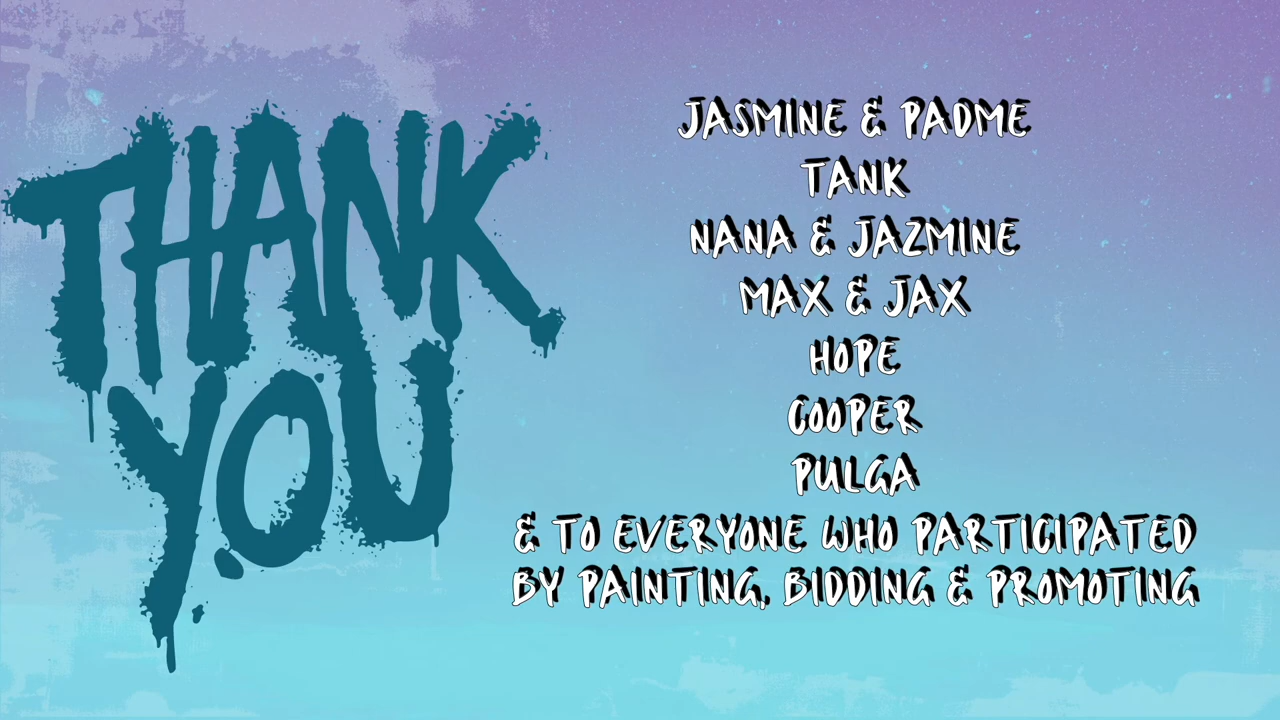 THANK
YOU
JASMINE & PADME
TANK
NANA & JAZMINE
MAX & JAX
HOPE
COOPER
PULGA
& TO EVERYONE WHO PARTICIPATED
BY PAINTING, BIDDING & PROMOTING